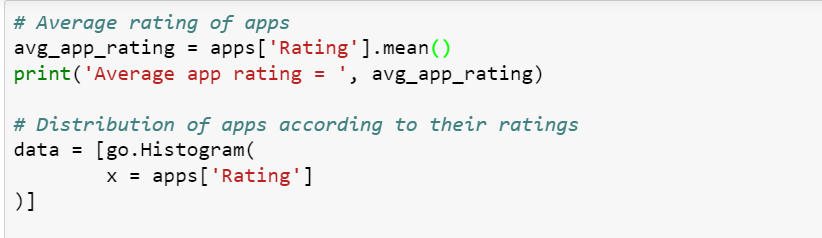 # Average rating of apps
avg_app_rating = apps['Rating'].mean()
print('Average app rating = ', avg_app_rating)
# Distribution of apps according to their ratings
data = [go.Histogram(
        x = apps['Rating']
)]